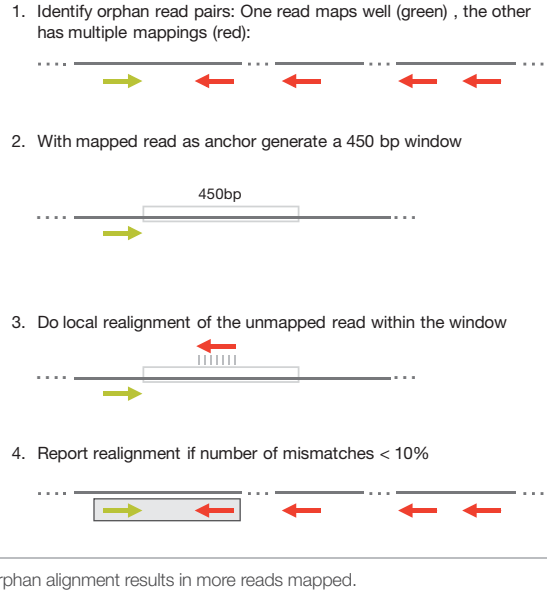 1. Identify orphan read pairs: One read maps well (green) , the other
has multiple mappings (red):
2. With mapped read as anchor generate a 450 bp window
450bp
3. Do local realignment of the unmapped read within the window
4. Report realignment if number of mismatches < 10%
rphan alignment results in more reads mapped.